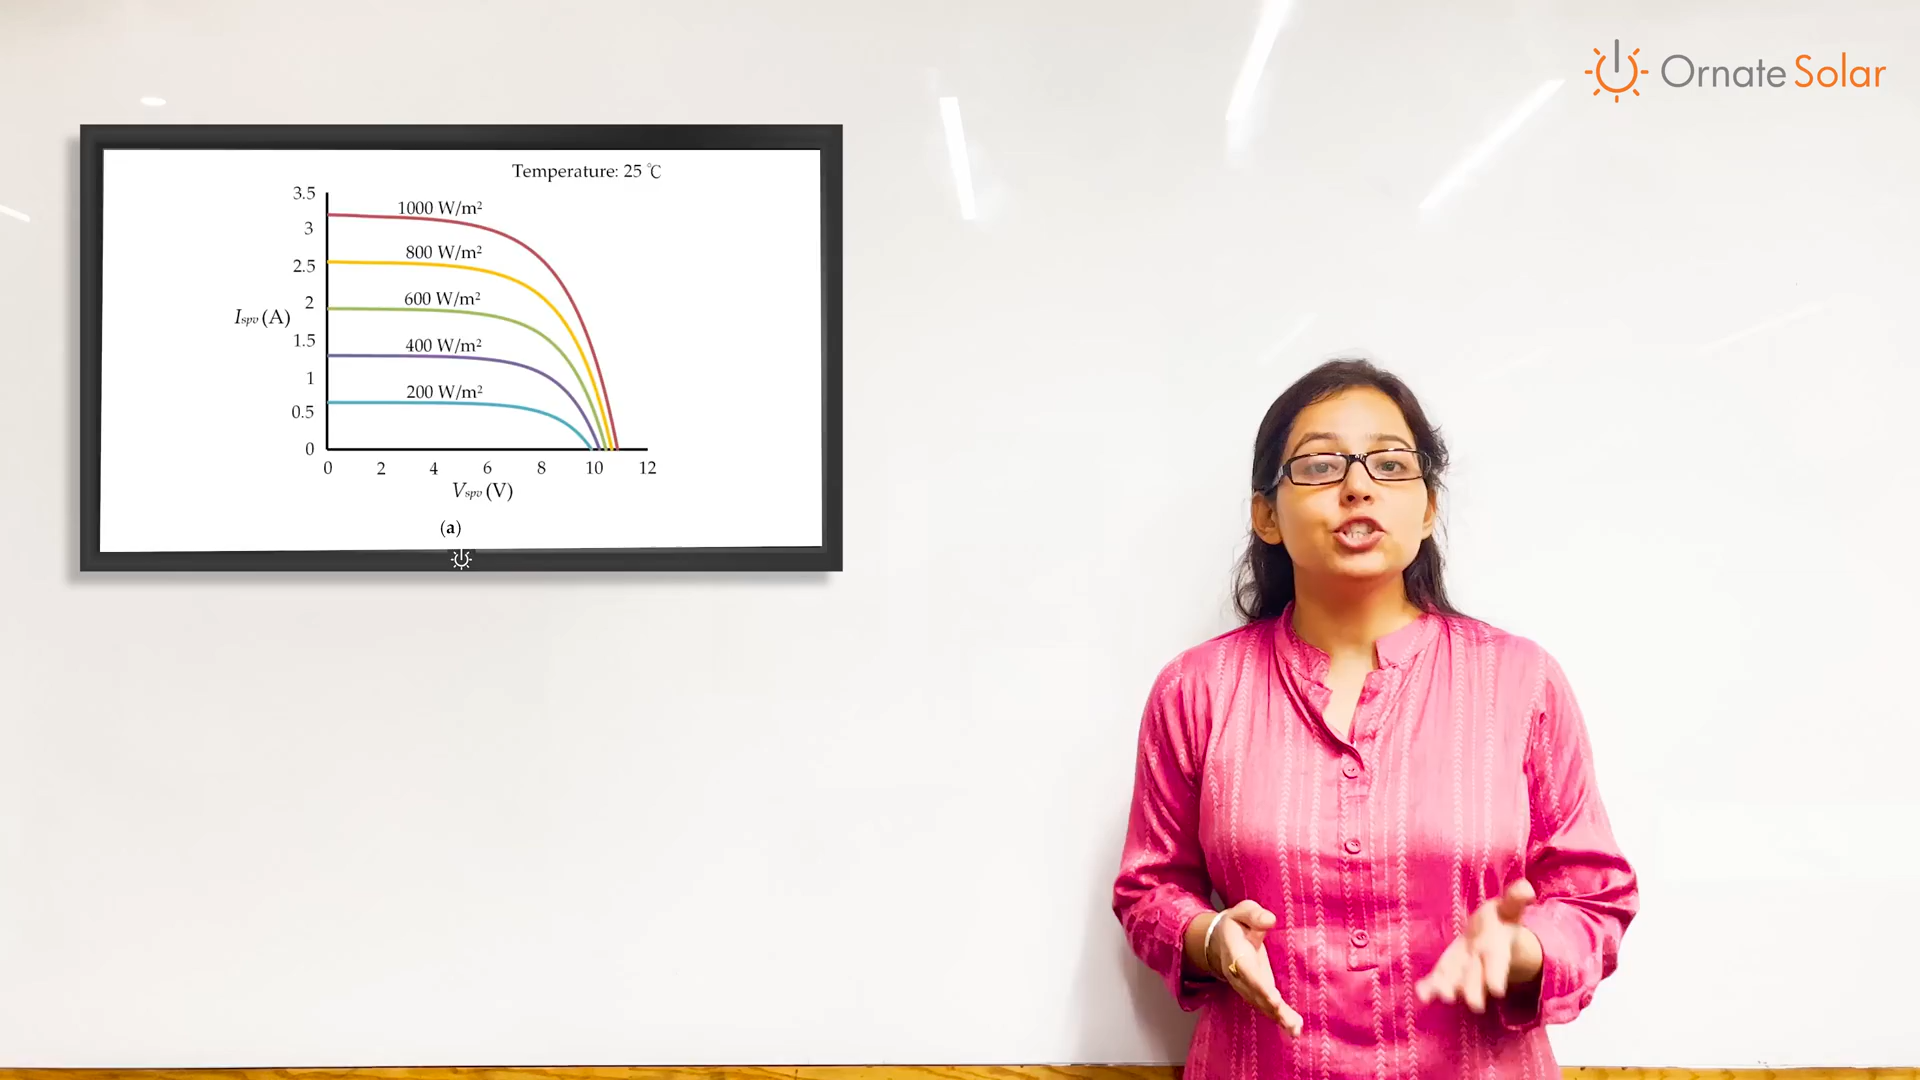 Ornate Solar
Temperature: 25 ℃
3.5
1000 W/m²
3
800 W/m²
2.5
600 W/m²
2
Ispv (A)
1.5
400 W/m²
1
200 W/m²
0.5
0
0 2 4 6 8 10 12
Vspv (V)
(a)